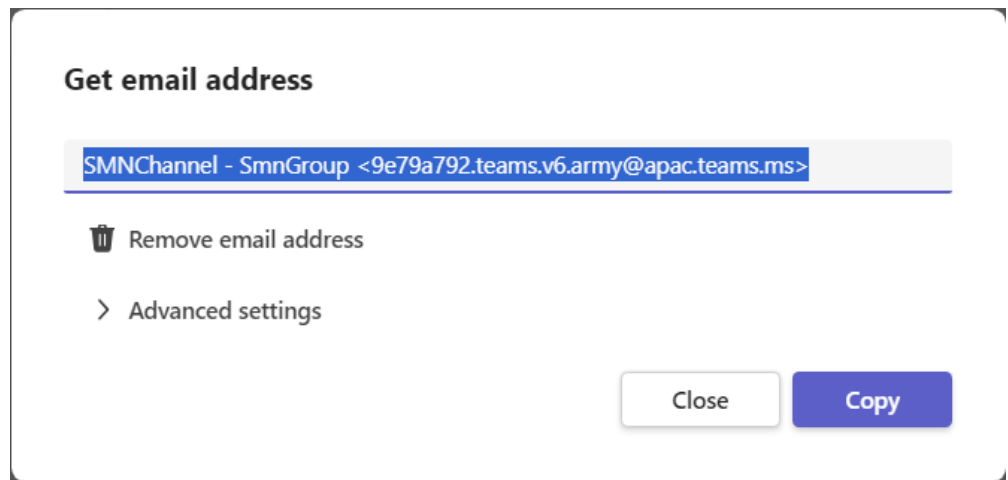 Get email address
SMNChannel - SmnGroup <9e79a792.teams.v6.army@apac.teams.ms>
Remove email address
Advanced settings
Close
Copy